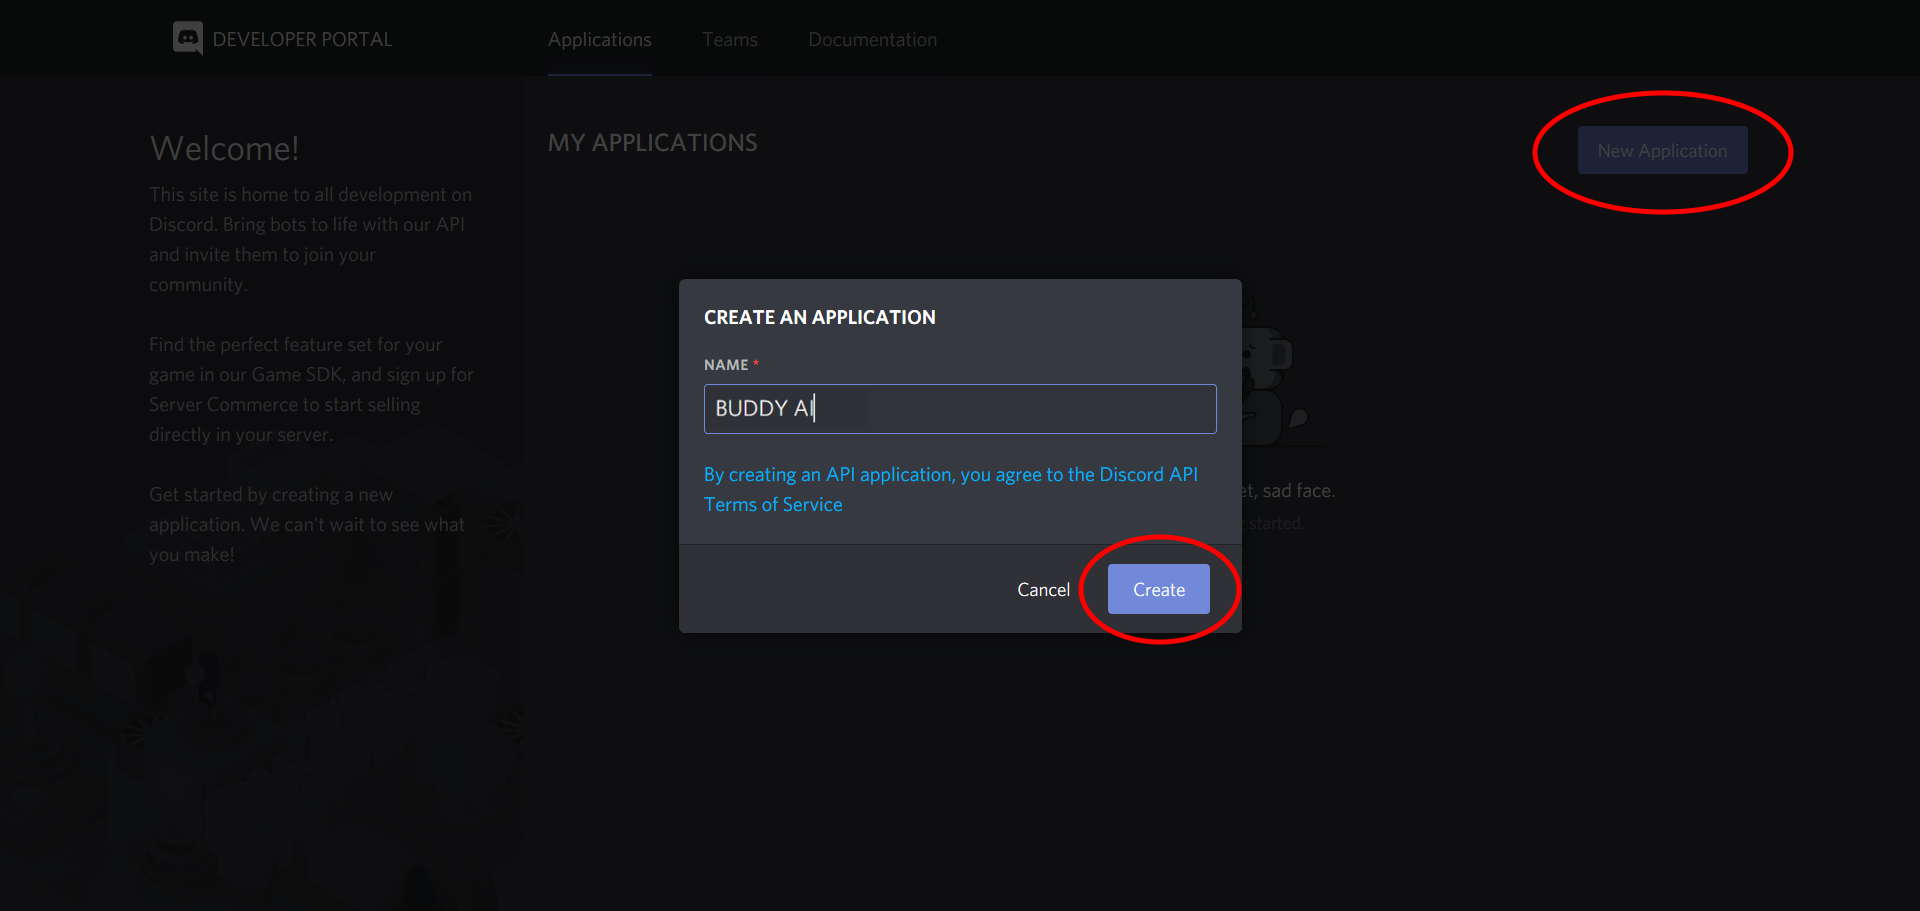 DEVELOPER PORTAL
Applications
Teams
Documentation
Welcome!
This site is home to all development on
Discord. Bring bots to life with our API
and invite them to join your
community.
Find the perfect feature set for your
game in our Game SDK, and sign up for
Server Commerce to start selling
directly in your server.
Get started by creating a new
application. We can't wait to see what
you make!
MY APPLICATIONS
New Application
CREATE AN APPLICATION
NAME *
BUDDY AI
By creating an API application, you agree to the Discord API
Terms of Service
Cancel
Create
et, sad face.
started.